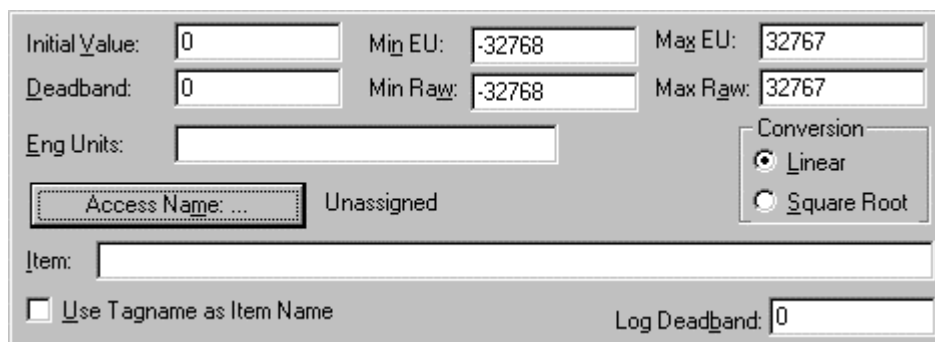 Initial Value: 0 Min EU: -32768 Max EU: 32767
Deadband: 0 Min Raw: -32768 Max Raw: 32767
Eng Units:
Conversion
Linear
Access Name: ... Unassigned
Square Root
Item:
Use Tagname as Item Name
Log Deadband: 0